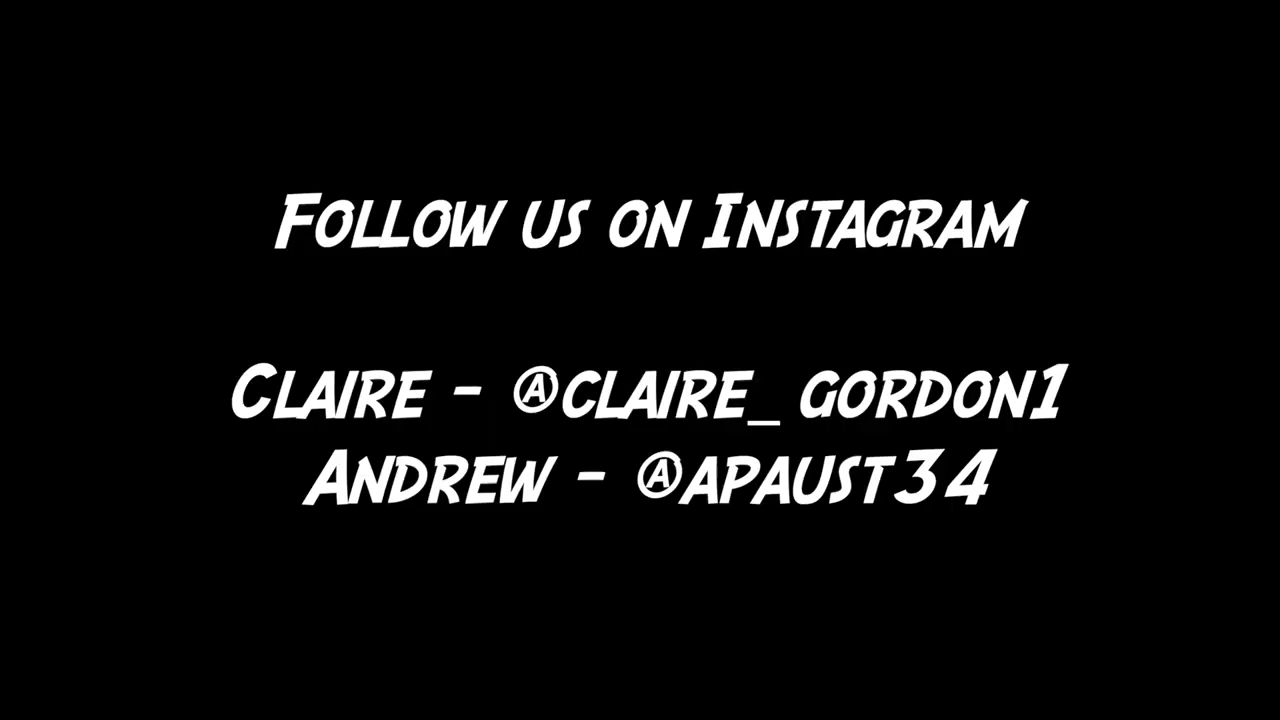 Follow us on Instagram
Claire - @claire_gordon1
Andrew - @apaust34